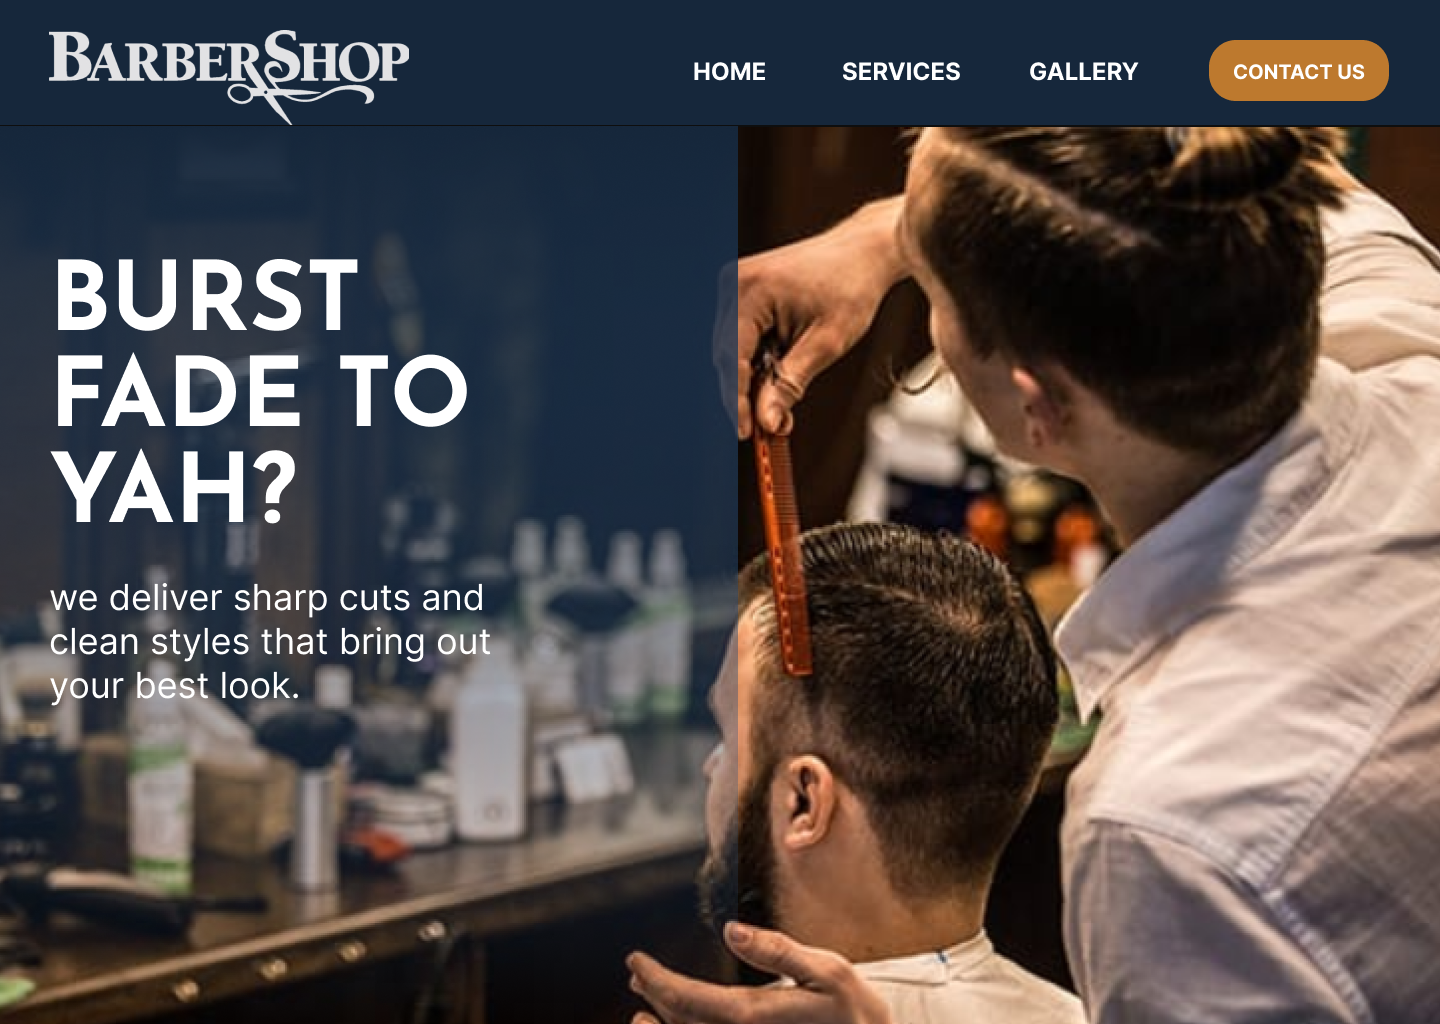 BARBERSHOP
HOME SERVICES GALLERY CONTACT US
BURST
FADE TO
YAH?
we deliver sharp cuts and
clean styles that bring out
your best look.